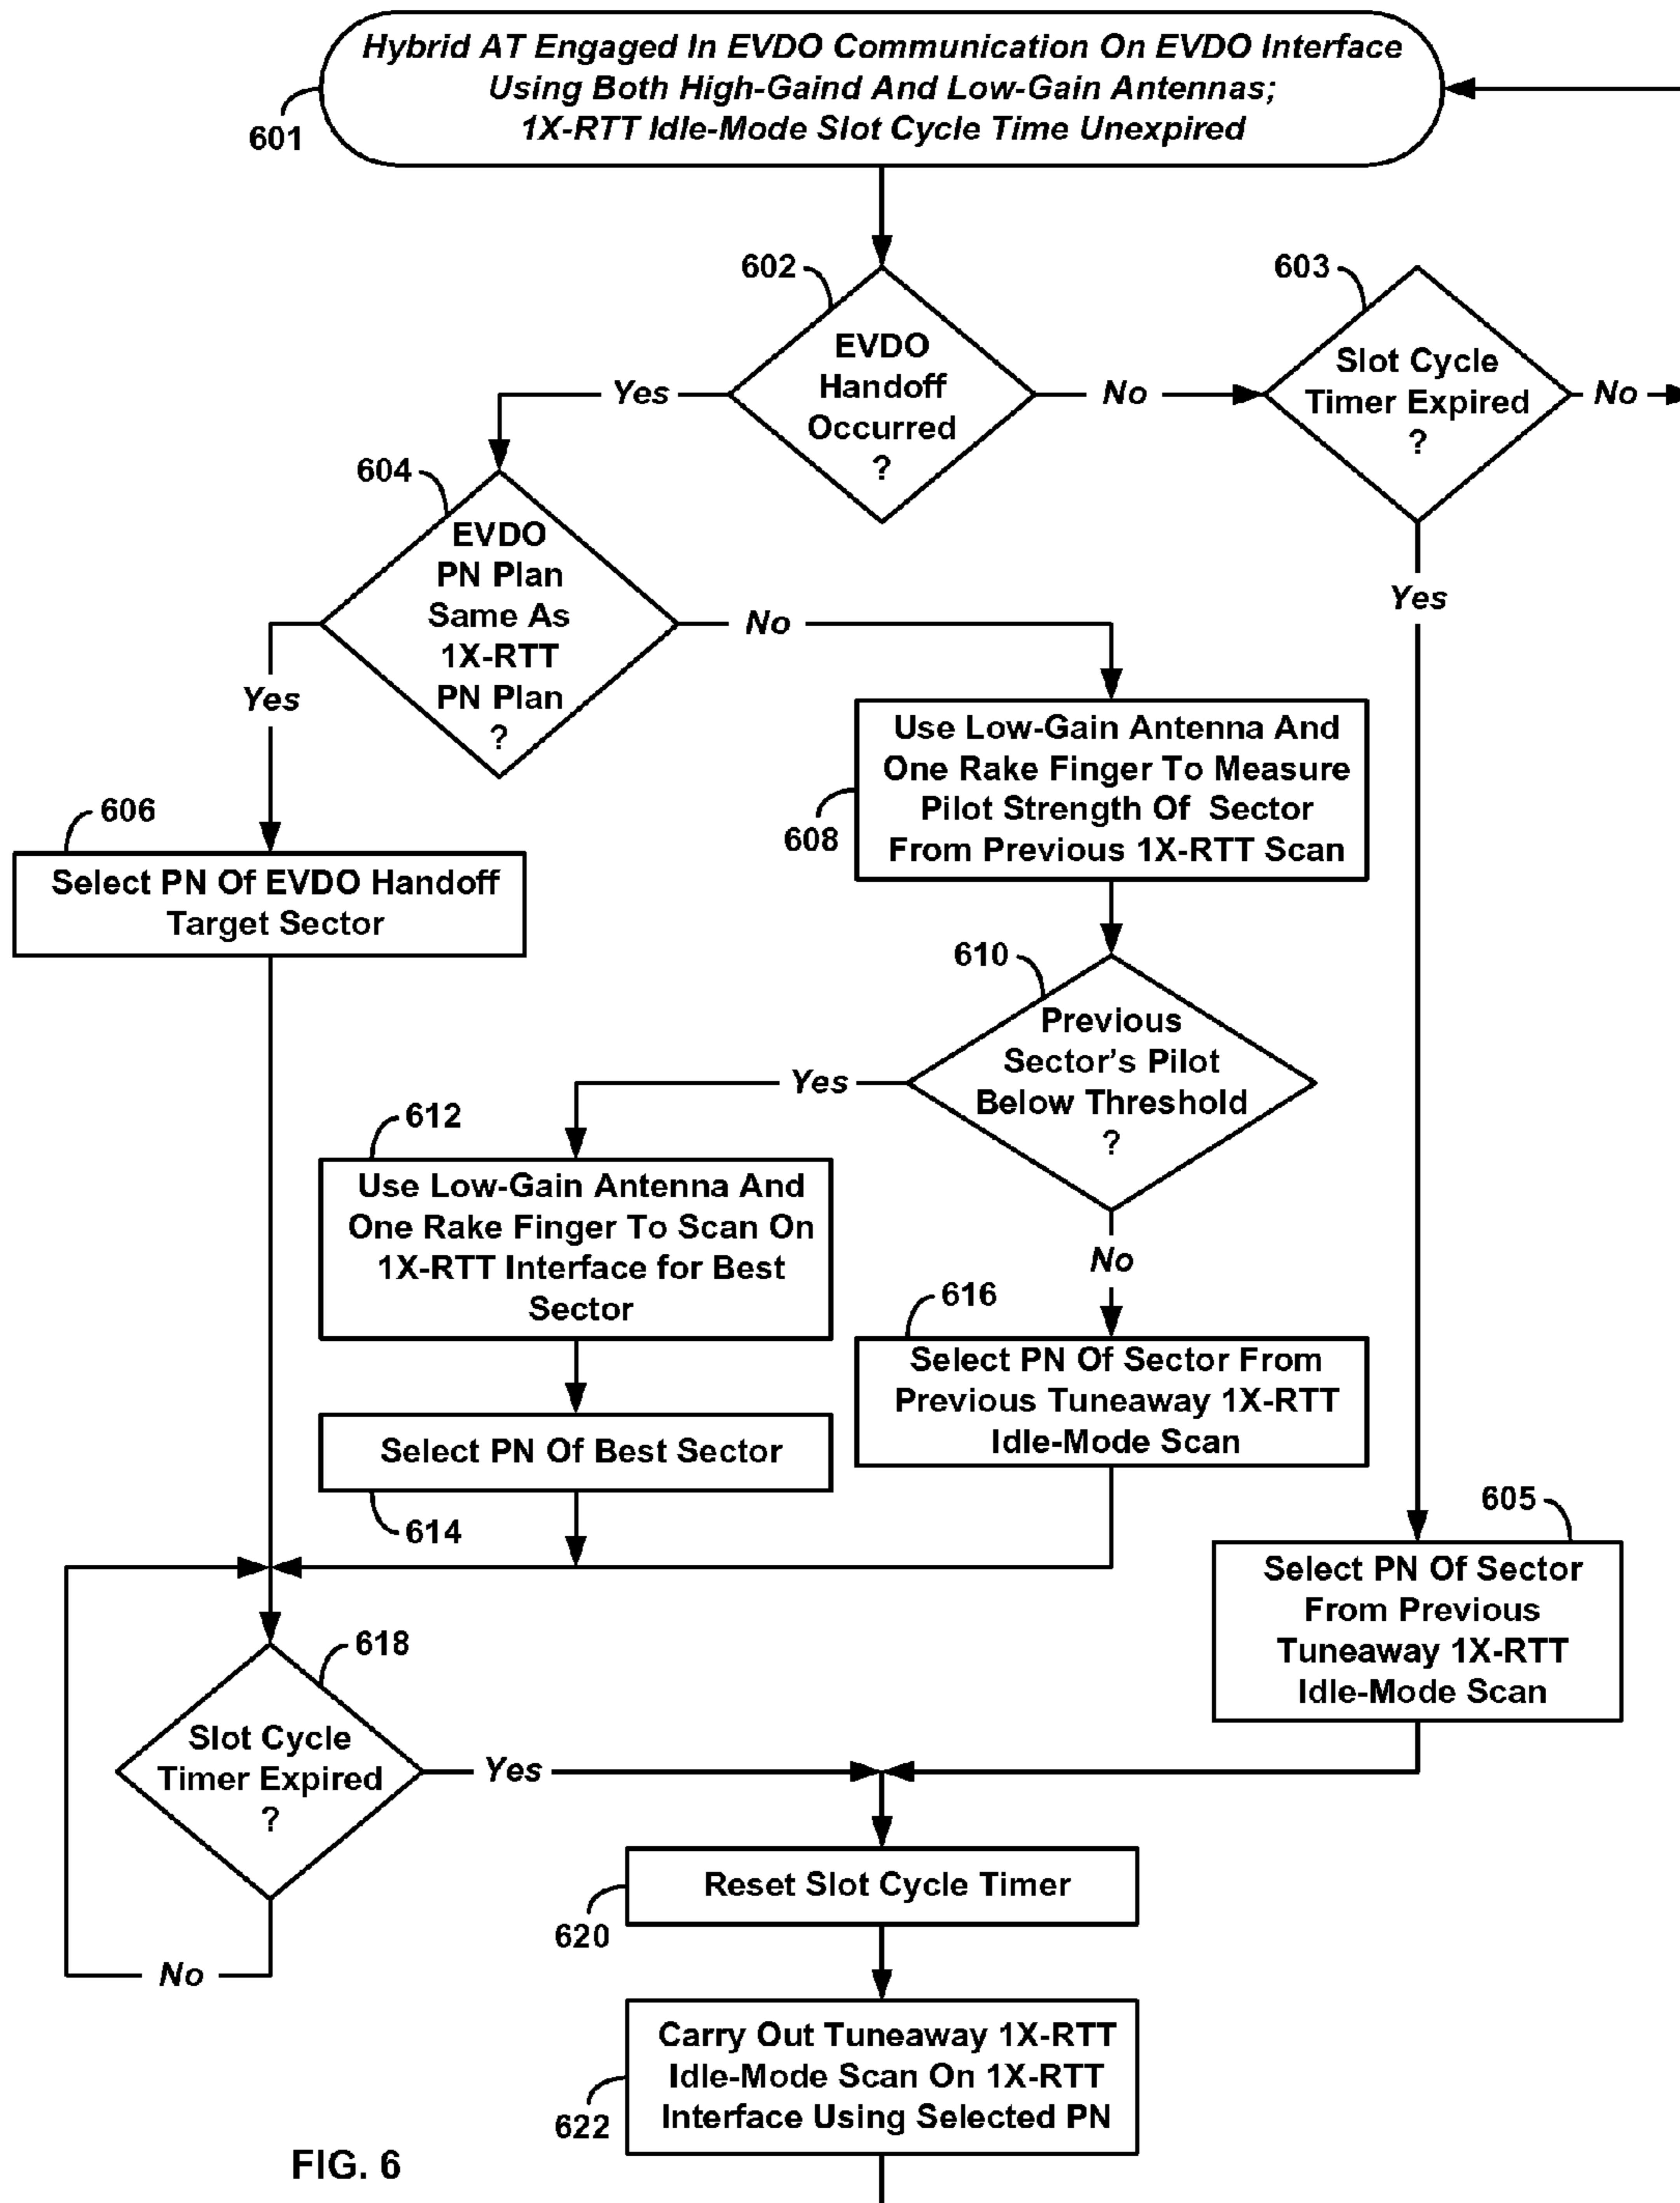 Hybrid AT Engaged In EVDO Communication On EVDO Interface
Using Both High-Gaind And Low-Gain Antennas;
1X-RTT Idle-Mode Slot Cycle Time Unexpired
601
602
EVDO
Handoff
Occurred
?
Yes
No
603
Slot Cycle
Timer Expired
?
No
Yes
604
EVDO
PN Plan
Same As
1X-RTT
PN Plan
?
Yes
No
606
Select PN Of EVDO Handoff
Target Sector
608
Use Low-Gain Antenna And
One Rake Finger To Measure
Pilot Strength Of Sector
From Previous 1X-RTT Scan
610
Previous
Sector's Pilot
Below Threshold
?
Yes
No
612
Use Low-Gain Antenna And
One Rake Finger To Scan On
1X-RTT Interface for Best
Sector
616
Select PN Of Sector From
Previous Tuneaway 1X-RTT
Idle-Mode Scan
Select PN Of Best Sector
614
605
Select PN Of Sector
From Previous
Tuneaway 1X-RTT
Idle-Mode Scan
618
Slot Cycle
Timer Expired
?
Yes
No
Reset Slot Cycle Timer
620
Carry Out Tuneaway 1X-RTT
Idle-Mode Scan On 1X-RTT
Interface Using Selected PN
622
FIG. 6